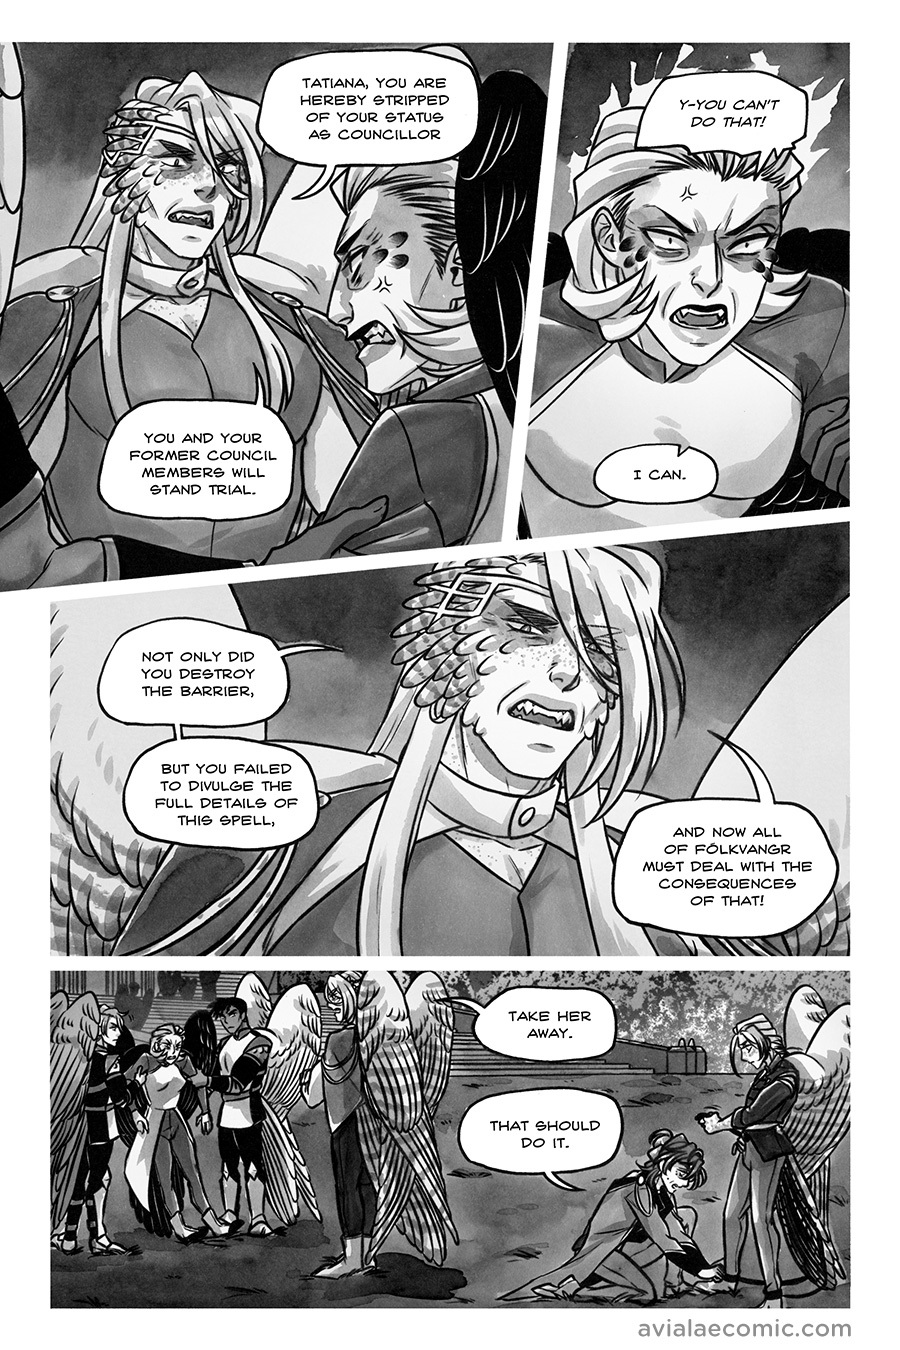 TATIANA, YOU ARE
HEREBY STRIPPED
OF YOUR STATUS
AS COUNCILLOR
YOU AND YOUR
FORMER COUNCIL
MEMBERS WILL
STAND TRIAL.
Y-YOU CAN'T
DO THAT!
I CAN.
NOT ONLY DID
YOU DESTROY
THE BARRIER,
BUT YOU FAILED
TO DIVULGE THE
FULL DETAILS OF
THIS SPELL,
AND NOW ALL
OF FÓLKVANGR
MUST DEAL WITH THE
CONSEQUENCES
OF THAT!
TAKE HER
AWAY.
THAT SHOULD
DO IT.
avialaecomic.com